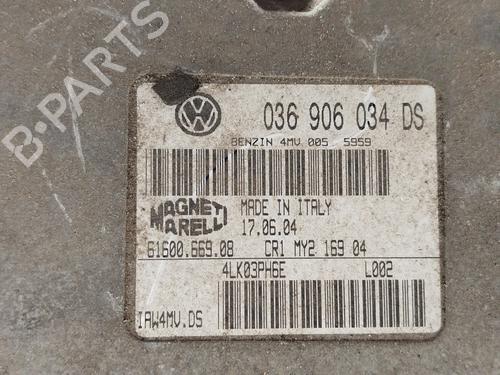 B-PARTS
036 906 034 DS
BENZIN 4MV 005 5959
MAGNETI MARELLI
MADE IN ITALY
17.06.04
61600.669.08 CR1 MY2 169 04
4LK03PH6E L002
IAW4MV.DS